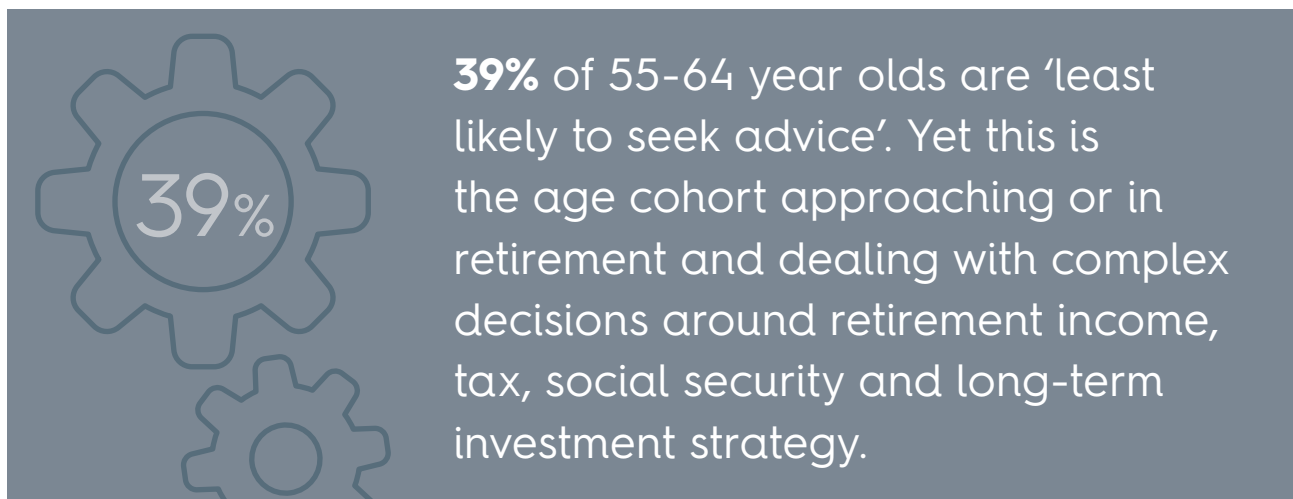 39%
39% of 55-64 year olds are ‘least
likely to seek advice’. Yet this is
the age cohort approaching or in
retirement and dealing with complex
decisions around retirement income,
tax, social security and long-term
investment strategy.